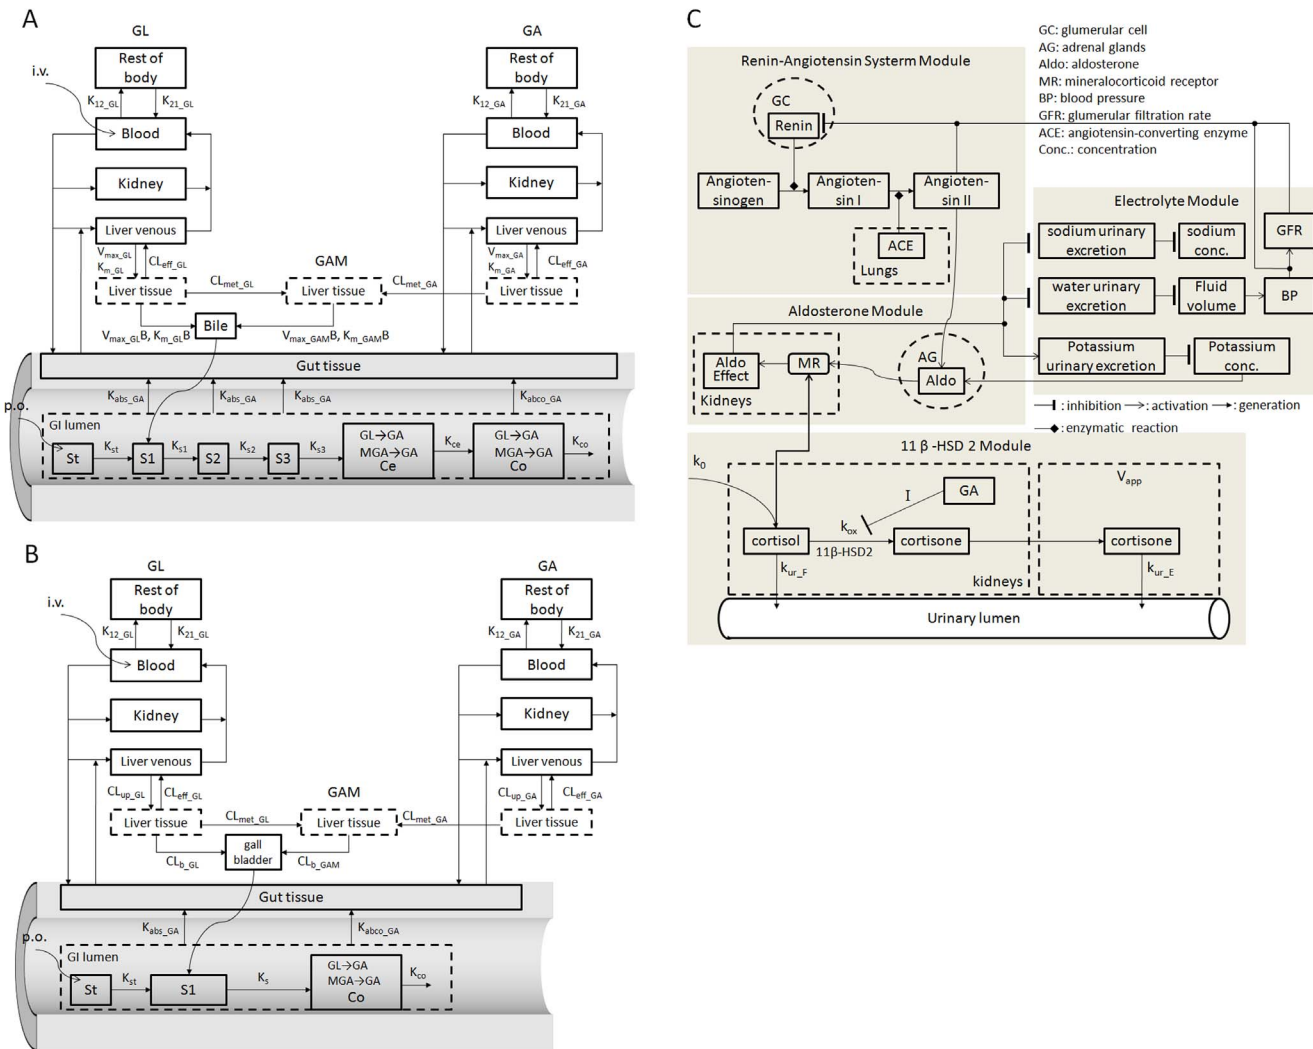 A
GL
GA
Rest of
body
Rest of
body
i.v.
K12_GL
K21_GL
K12_GA
K21_GA
Blood
Blood
Kidney
Kidney
Liver venous
Liver venous
Vmax_GL
Km_GL
CLeff_GL
Vmax_GA
Km_GA
CLeff_GA
GAM
Liver tissue
CLmet_GL
Liver tissue
CLmet_GA
Liver tissue
Bile
Vmax_GLB, Km_GLB
Vmax_GAMB, Km_GAMB
Gut tissue
Kabs_GA
Kabs_GA
Kabs_GA
Kabco_GA
p.o.
GI lumen
St
Kst
S1
Ks1
S2
Ks2
S3
Ks3
GL→GA
MGA→GA
Ce
Kce
GL→GA
MGA→GA
Co
Kco
B
GL
GA
Rest of
body
Rest of
body
i.v.
K12_GL
K21_GL
K12_GA
K21_GA
Blood
Blood
Kidney
Kidney
Liver venous
Liver venous
CLup_GL
CLeff_GL
CLup_GA
CLeff_GA
GAM
Liver tissue
CLmet_GL
Liver tissue
CLmet_GA
Liver tissue
gall
bladder
CLb_GL
CLb_GAM
Gut tissue
Kabs_GA
Kabco_GA
p.o.
GI lumen
St
Kst
S1
Ks
GL→GA
MGA→GA
Co
Kco
C
GC: glumerular cell
AG: adrenal glands
Aldo: aldosterone
MR: mineralocorticoid receptor
BP: blood pressure
GFR: glumerular filtration rate
ACE: angiotensin-converting enzyme
Conc.: concentration
Renin-Angiotensin Systerm Module
GC
Renin
Angioten-
sinogen
Angioten-
sin I
Angioten-
sin II
ACE
Lungs
Electrolyte Module
sodium urinary
excretion
sodium
conc.
GFR
water urinary
excretion
Fluid
volume
BP
Potassium
urinary excretion
Potassium
conc.
Aldosterone Module
Aldo
Effect
MR
Kidneys
AG
Aldo
: inhibition
: activation
: generation
: enzymatic reaction
11 β -HSD 2 Module
k0
Vapp
GA
I
kox
cortisol
11β-HSD2
cortisone
cortisone
kur_F
kidneys
kur_E
Urinary lumen